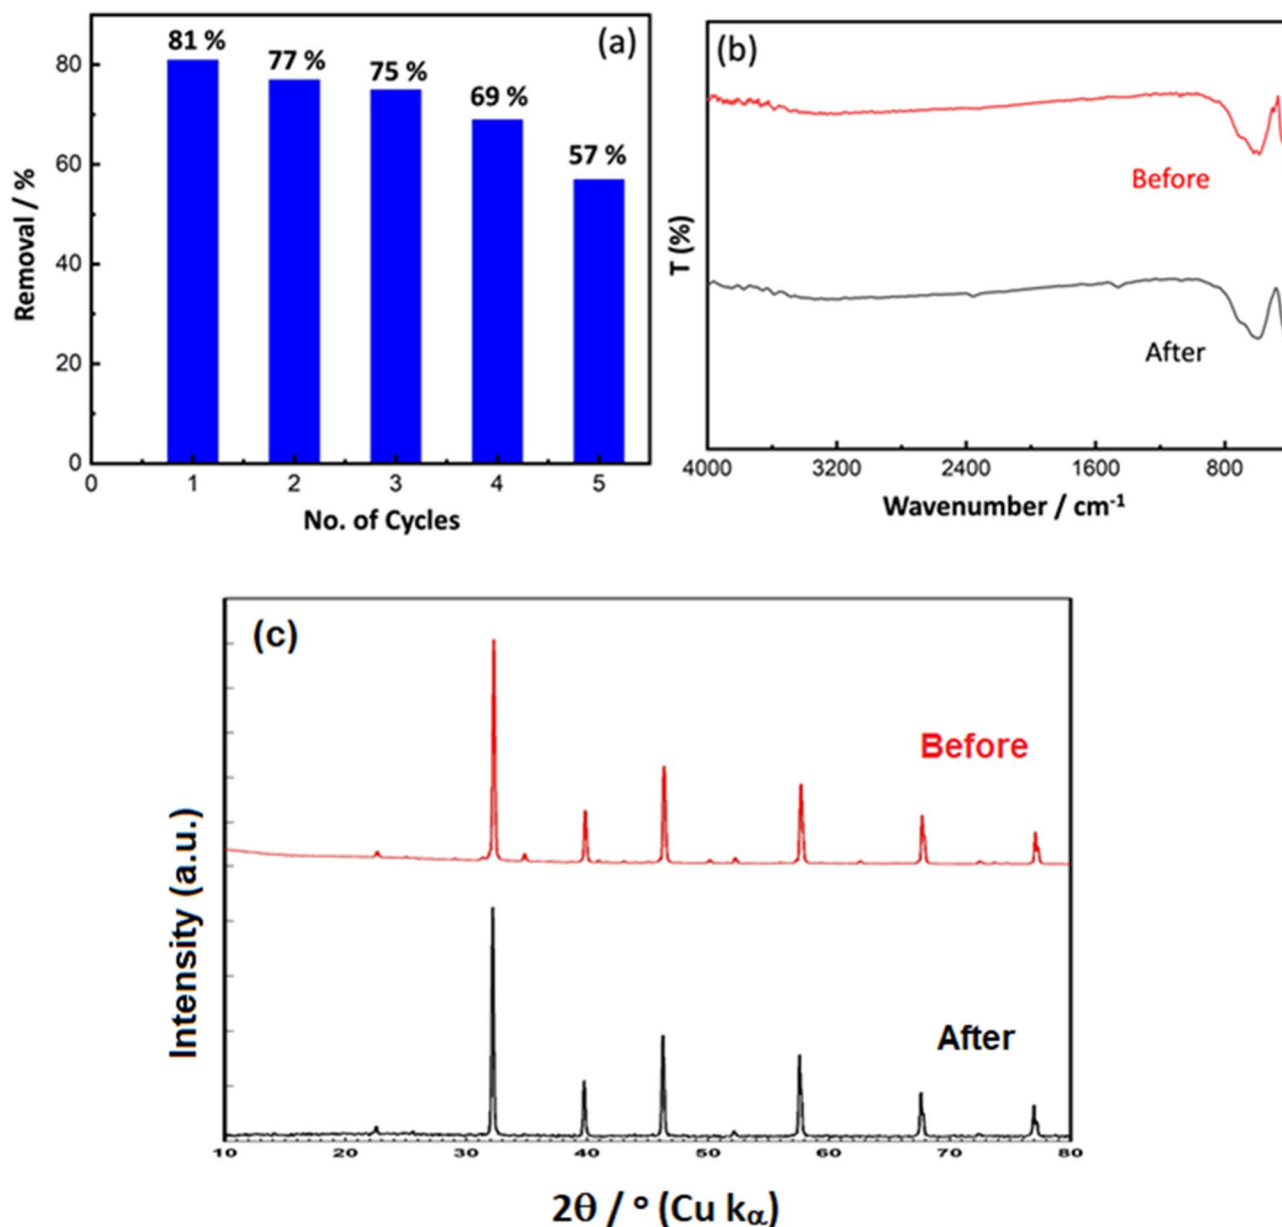 (a)
81 %
77 %
75 %
69 %
57 %
80
60
40
20
0
0 1 2 3 4 5
Removal / %
No. of Cycles
(b)
Before
After
T (%)
4000 3200 2400 1600 800
Wavenumber / cm⁻¹
(c)
Before
After
Intensity (a.u.)
10 20 30 40 50 60 70 80
2θ / ° (Cu kα)